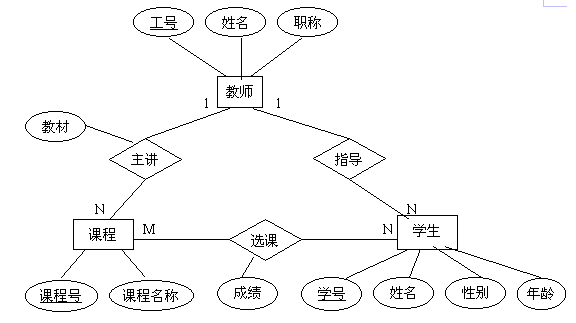 工号 姓名 职称
教师
1 1
教材
主讲 指导
N N
课程 M 选课 N 学生
课程号 课程名称 成绩 学号 姓名 性别 年龄